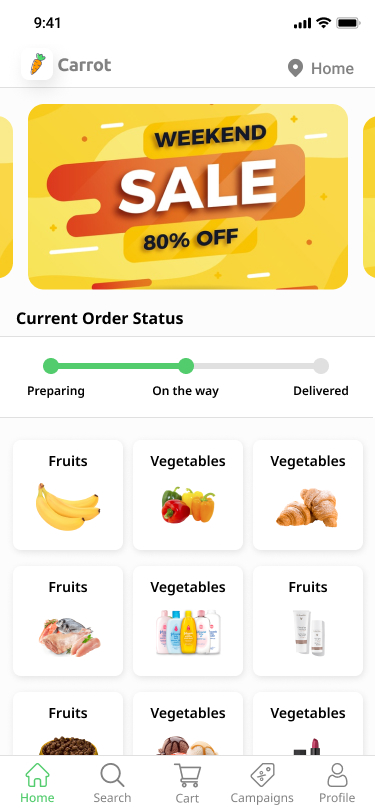 9:41
Carrot
Home
WEEKEND
SALE
80% OFF
Current Order Status
Preparing On the way Delivered
Fruits Vegetables Vegetables
Fruits Vegetables Fruits
Fruits Vegetables Vegetables
Home Search Cart Campaigns Profile